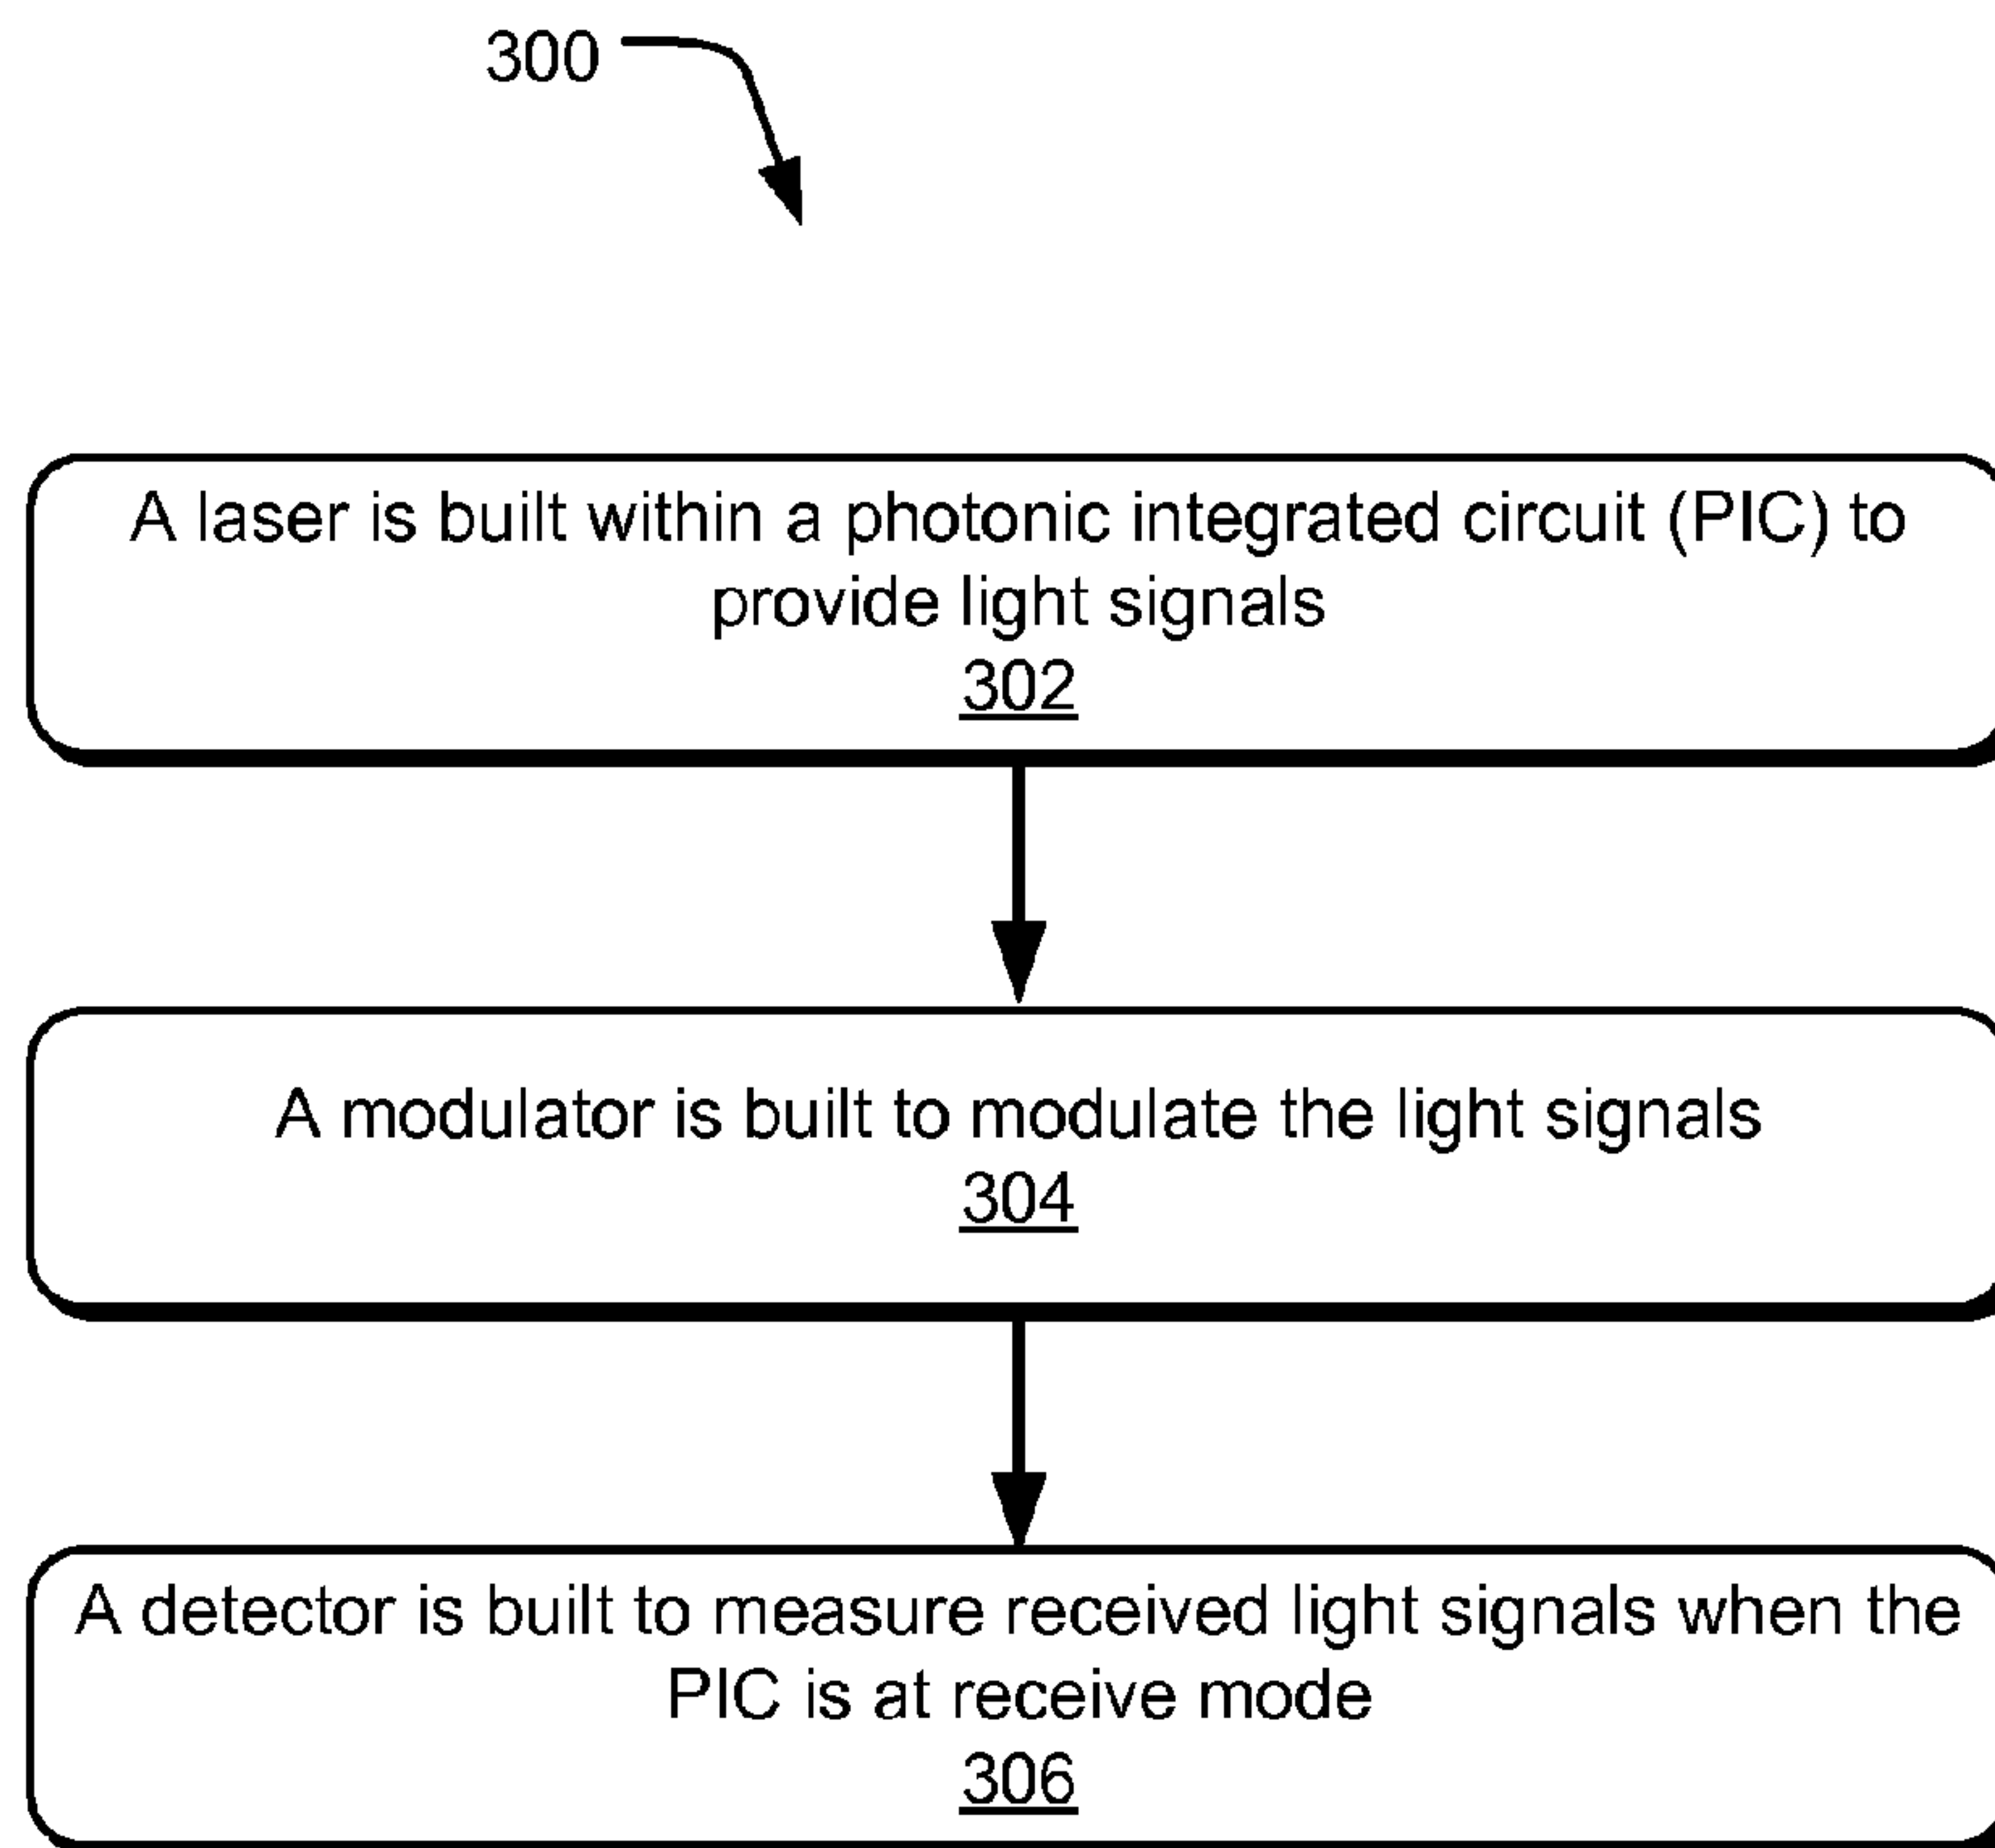 300
A laser is built within a photonic integrated circuit (PIC) to
provide light signals
302
A modulator is built to modulate the light signals
304
A detector is built to measure received light signals when the
PIC is at receive mode
306